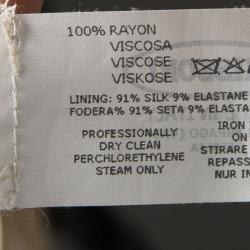 100% RAYON
VISCOSA
VISCOSE
VISKOSE
LINING: 91% SILK 9% ELASTANE
FODERA% 91% SETA 9% ELASTA
PROFESSIONALLY
DRY CLEAN
PERCHLORETHYLENE
STEAM ONLY
IRON
ON
STIRARE
REPASS
NUR IN